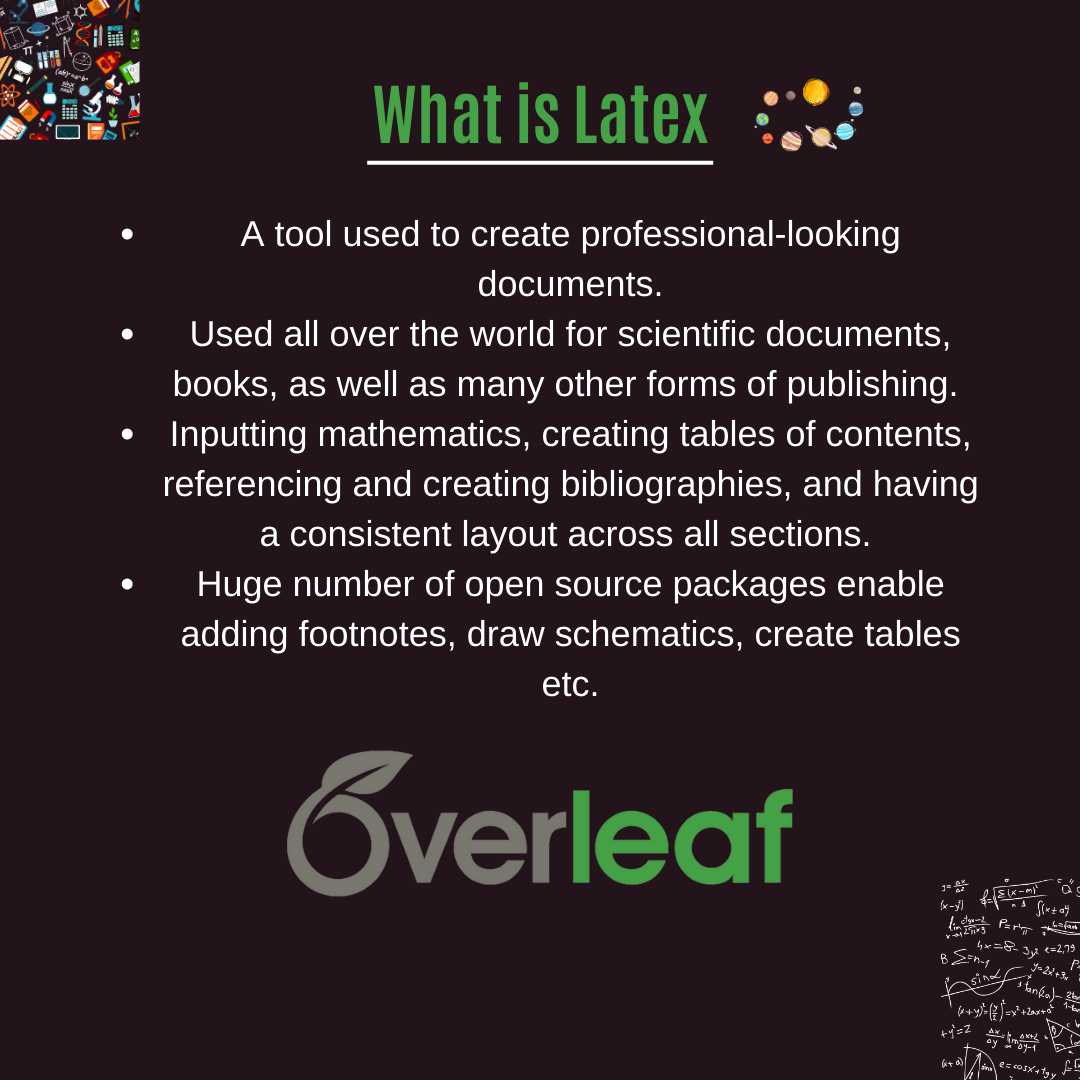 What is Latex
• A tool used to create professional-looking
documents.
• Used all over the world for scientific documents,
books, as well as many other forms of publishing.
• Inputting mathematics, creating tables of contents,
referencing and creating bibliographies, and having
a consistent layout across all sections.
• Huge number of open source packages enable
adding footnotes, draw schematics, create tables
etc.
Overleaf